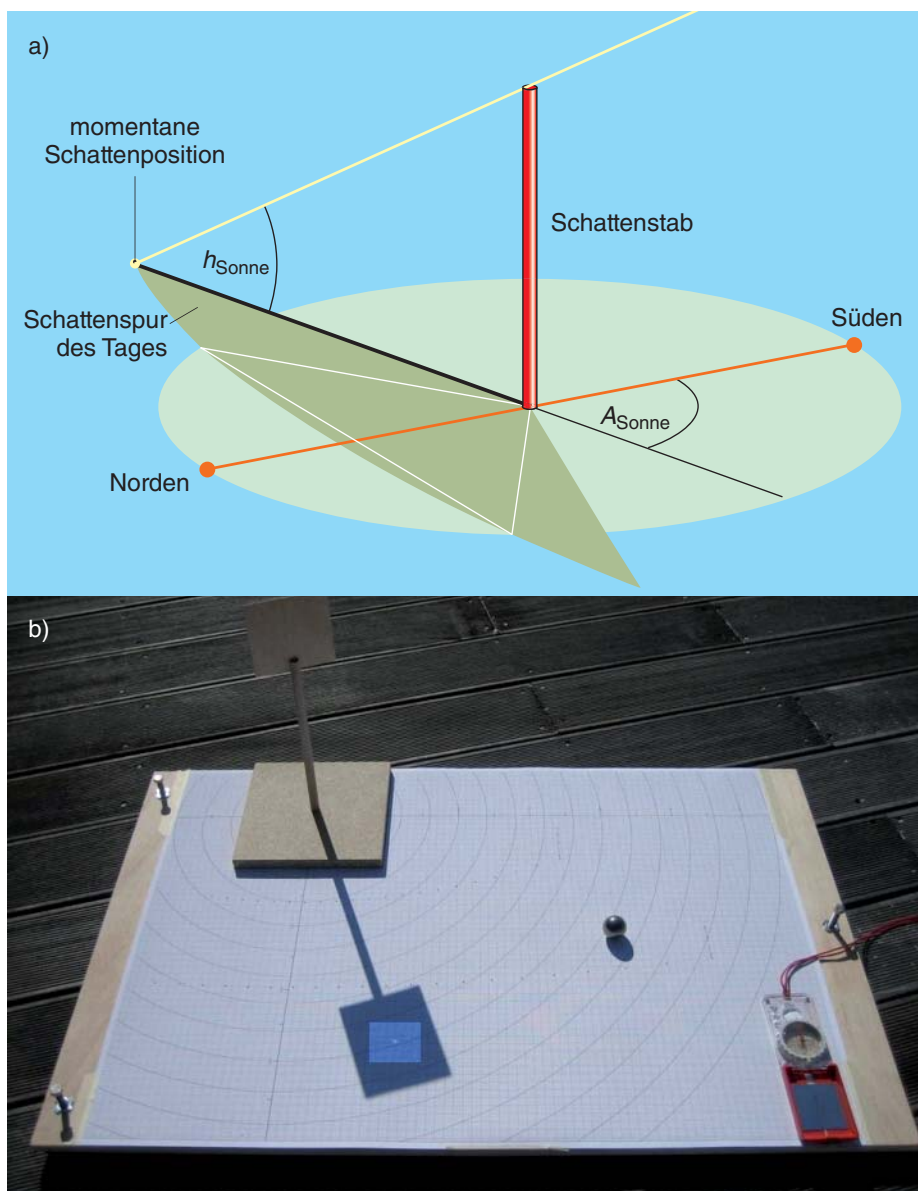 a)
momentane
Schattenposition
hSonne
Schattenstab
Schattenspur
des Tages
Süden
ASonne
Norden
b)